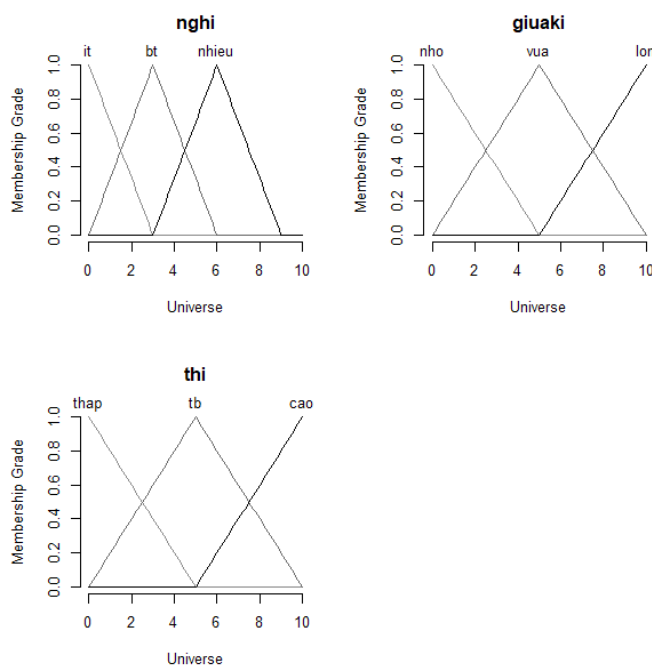 nghi
it bt nhieu
Membership Grade
0.0 0.2 0.4 0.6 0.8 1.0
0 2 4 6 8 10
Universe
giuaki
nho vua lon
Membership Grade
0.0 0.2 0.4 0.6 0.8 1.0
0 2 4 6 8 10
Universe
thi
thap tb cao
Membership Grade
0.0 0.2 0.4 0.6 0.8 1.0
0 2 4 6 8 10
Universe